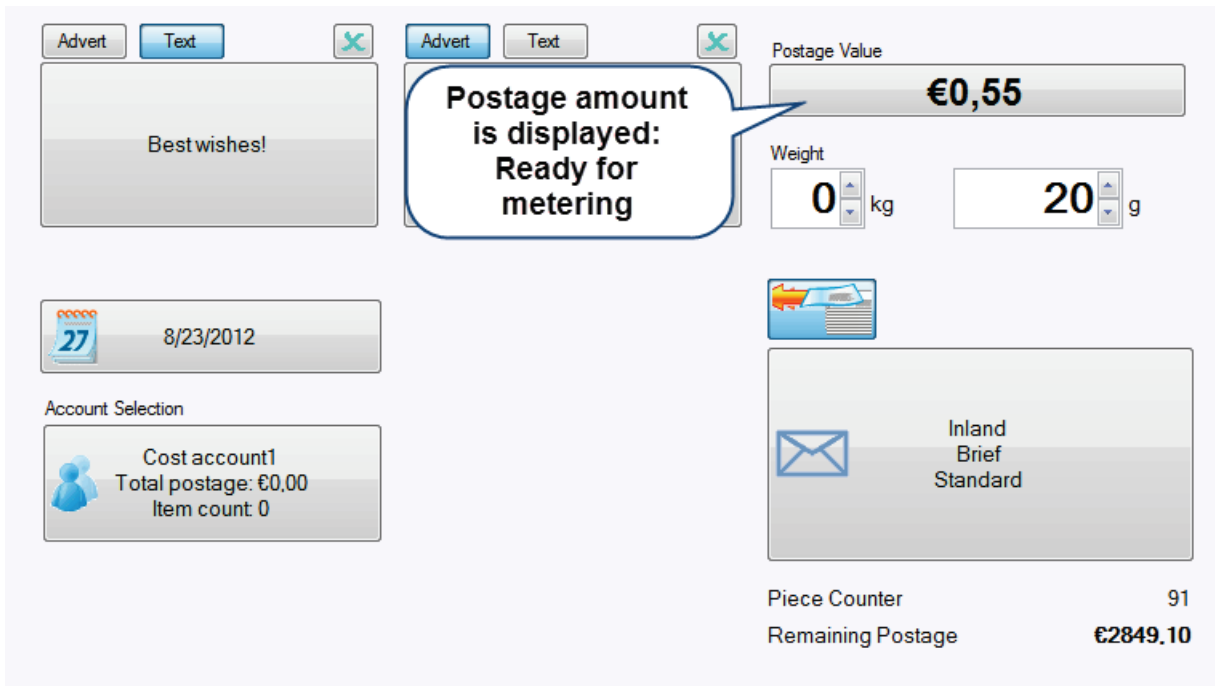 Advert
Text
Advert
Text
Best wishes!
Postage amount
is displayed:
Ready for
metering
Postage Value
€0,55
Weight
0 kg
20 g
27
8/23/2012
Account Selection
Cost account1
Total postage: €0,00
Item count: 0
Inland
Brief
Standard
Piece Counter 91
Remaining Postage €2849,10